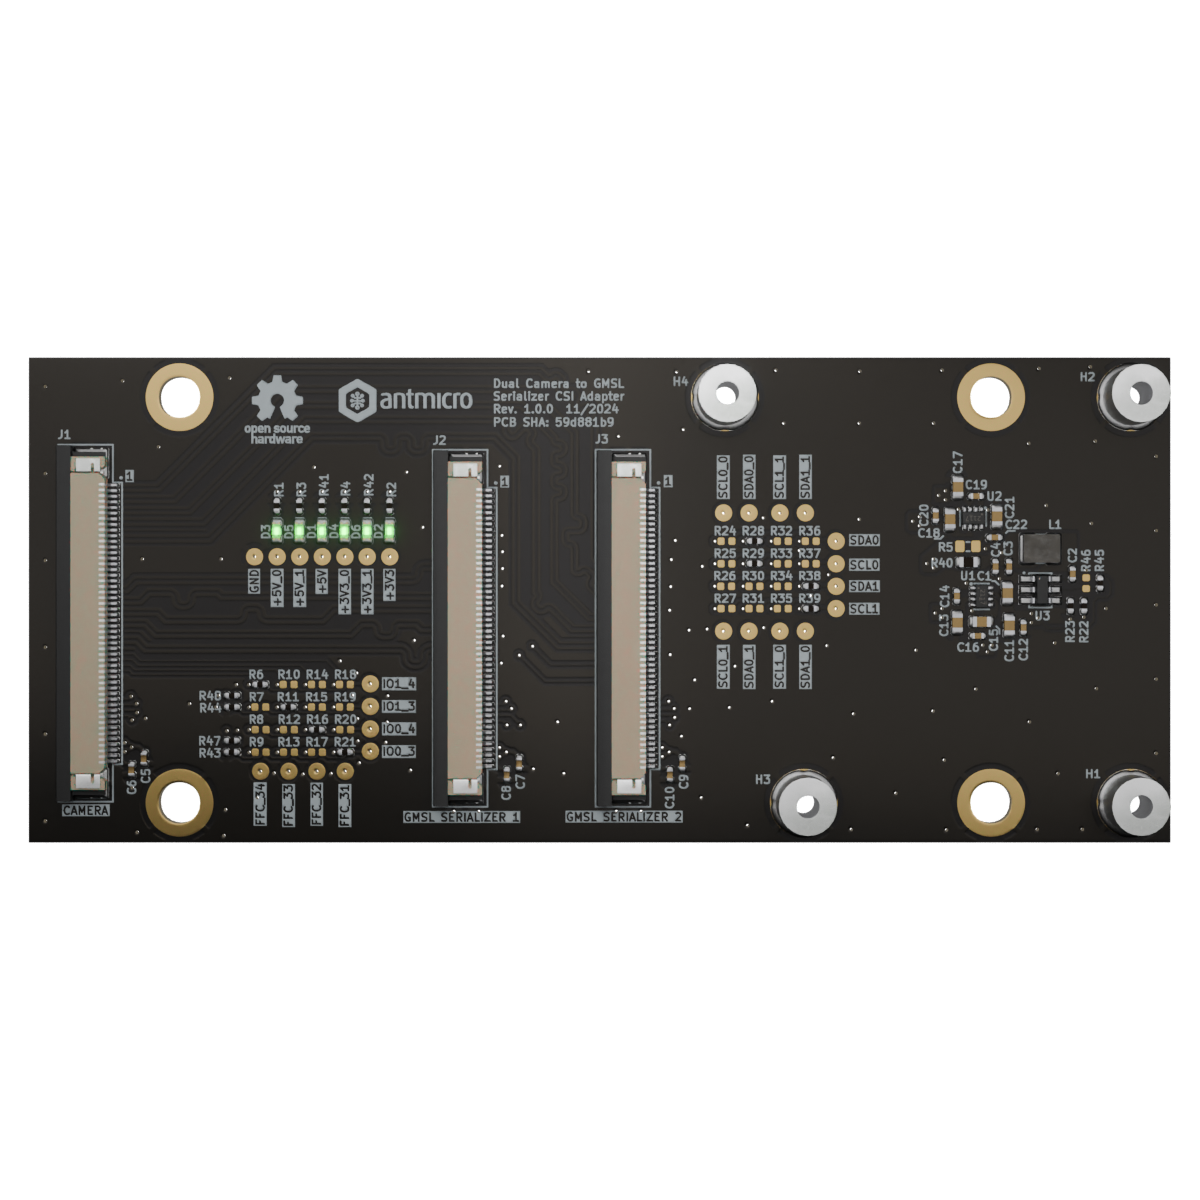 Dual Camera to GMSL
Serializer CSI Adapter
Rev. 1.0.0 11/2024
PCB SHA: 59d881b9
open source
hardware
antmicro
H4
H2
J1
J2
J3
1
1
1
R1
R3
R41
R4
R42
R2
D3
D5
D1
D4
D6
D2
GND
+5V_0
+5V_1
+5V
+3V3_0
+3V3_1
+3V3
SCL0_0
SDA0_0
SCL1_1
SDA1_1
R24 R28 R32 R36
SDA0
R25 R29 R33 R37
SCL0
R26 R30 R34 R38
SDA1
R27 R31 R35 R39
SCL1
SCL0_1
SDA0_1
SCL1_0
SDA1_0
C17
C19
U2
C21
C20
C18
C22
L1
R5
R40
C4
C3
C2
R46
R45
U1
C1
C14
C13
C16
C15
C11
C12
U3
R23
R22
R6 R10 R14 R18
IO1_4
R48
R44
R7 R11 R15 R19
IO1_3
R8 R12 R16 R20
IO0_4
R47
R43
R9 R13 R17 R21
IO0_3
FFC_34
FFC_33
FFC_32
FFC_31
C6
C5
C8
C7
C10
C9
H3
H1
CAMERA
GMSL SERIALIZER 1
GMSL SERIALIZER 2